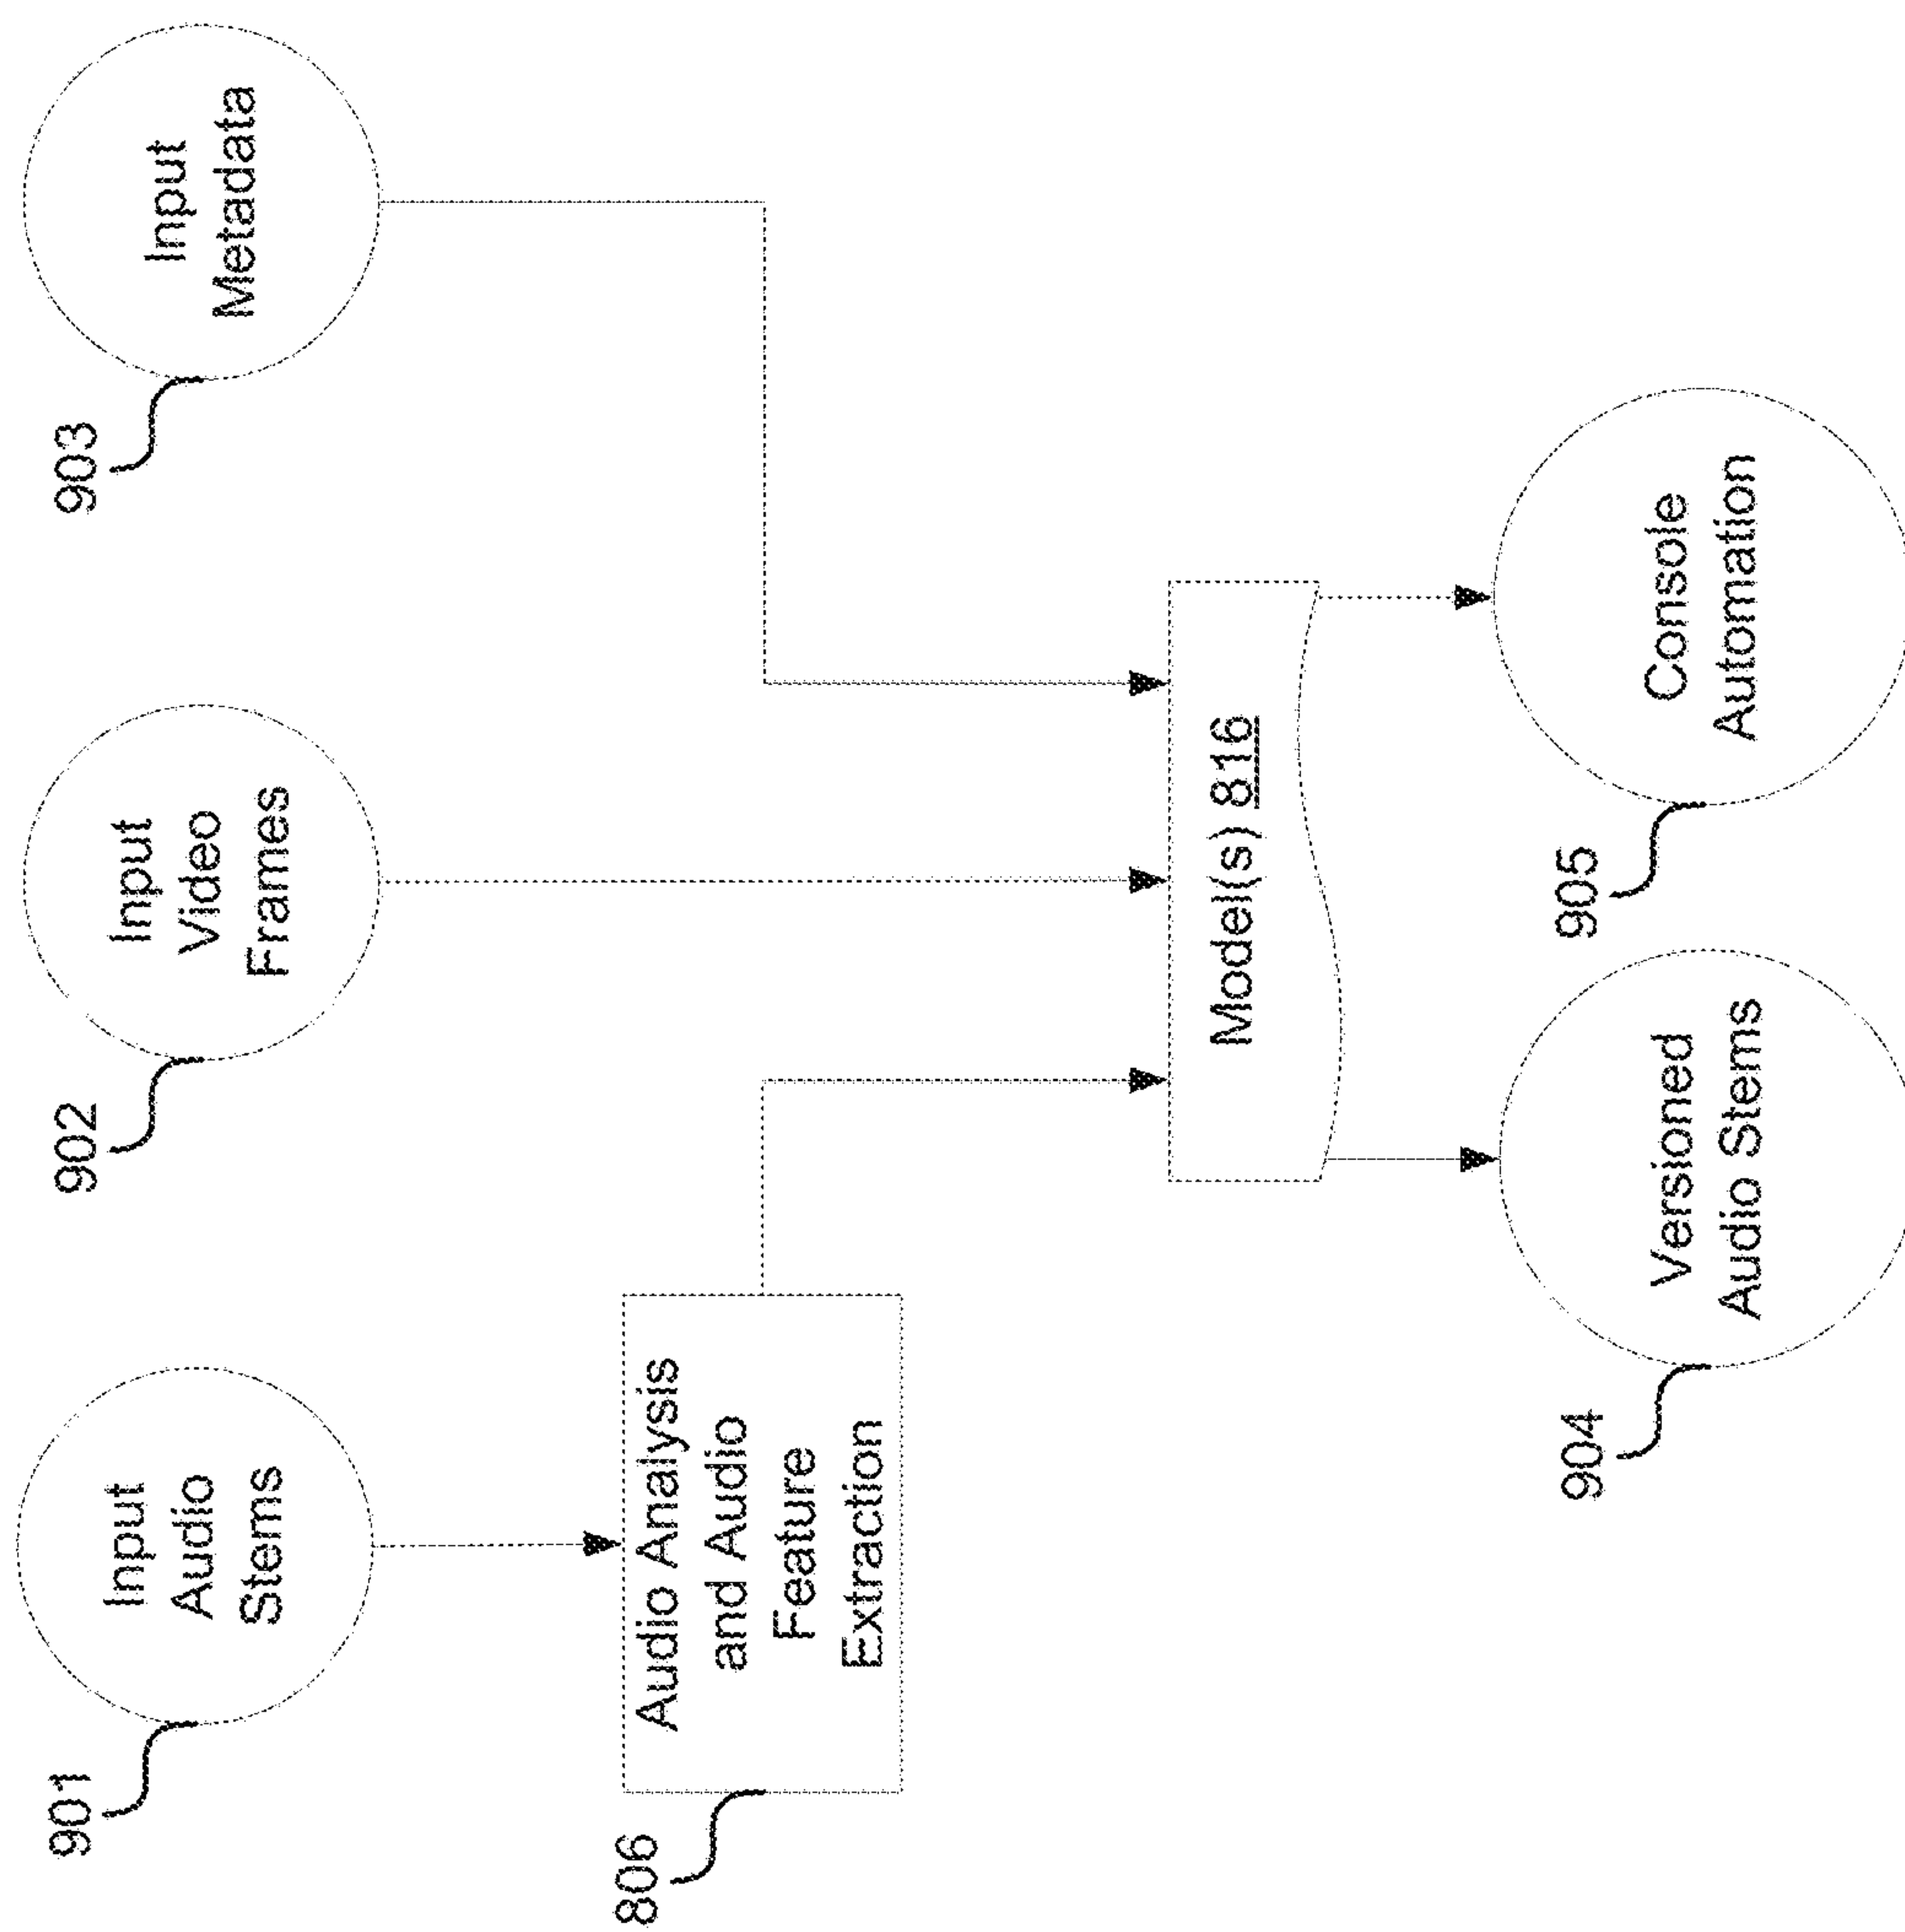 901
Input
Audio
Stems
902
Input
Video
Frames
903
Input
Metadata
806
Audio Analysis
and Audio
Feature
Extraction
Model(s) 816
904
Versioned
Audio Stems
905
Console
Automation